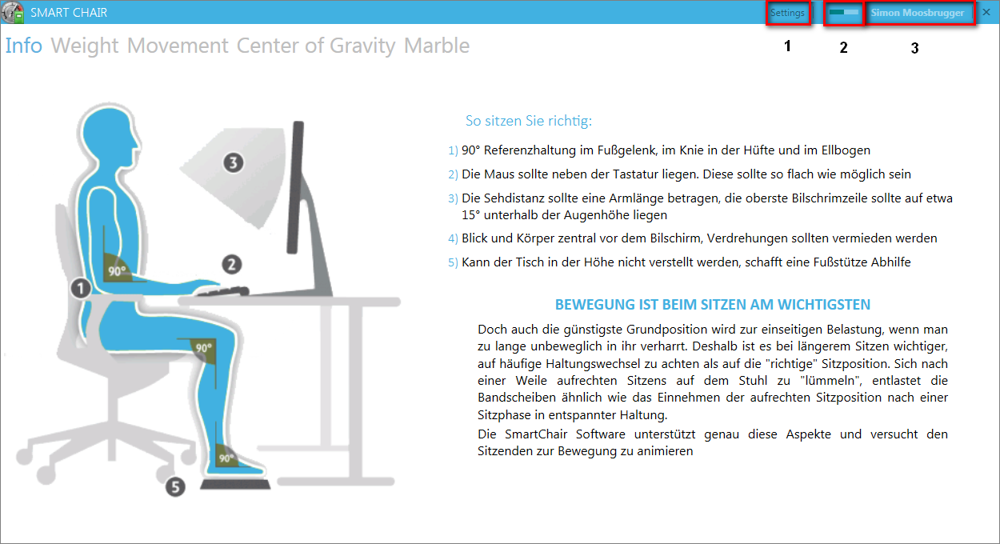 SMART CHAIR
Settings
Simon Moosbrugger
Info Weight Movement Center of Gravity Marble
1
2
3
3
2
90°
1
90°
90°
5
So sitzen Sie richtig:
1) 90° Referenzhaltung im Fußgelenk, im Knie in der Hüfte und im Ellbogen
2) Die Maus sollte neben der Tastatur liegen. Diese sollte so flach wie möglich sein
3) Die Sehdistanz sollte eine Armlänge betragen, die oberste Bilschrimzeile sollte auf etwa
15° unterhalb der Augenhöhe liegen
4) Blick und Körper zentral vor dem Bilschirm, Verdrehungen sollten vermieden werden
5) Kann der Tisch in der Höhe nicht verstellt werden, schafft eine Fußstütze Abhilfe
BEWEGUNG IST BEIM SITZEN AM WICHTIGSTEN
Doch auch die günstigste Grundposition wird zur einseitigen Belastung, wenn man
zu lange unbeweglich in ihr verharrt. Deshalb ist es bei längerem Sitzen wichtiger,
auf häufige Haltungswechsel zu achten als auf die "richtige" Sitzposition. Sich nach
einer Weile aufrechten Sitzens auf dem Stuhl zu "lümmeln", entlastet die
Bandscheiben ähnlich wie das Einnehmen der aufrechten Sitzposition nach einer
Sitzphase in entspannter Haltung.
Die SmartChair Software unterstützt genau diese Aspekte und versucht den
Sitzenden zur Bewegung zu animieren